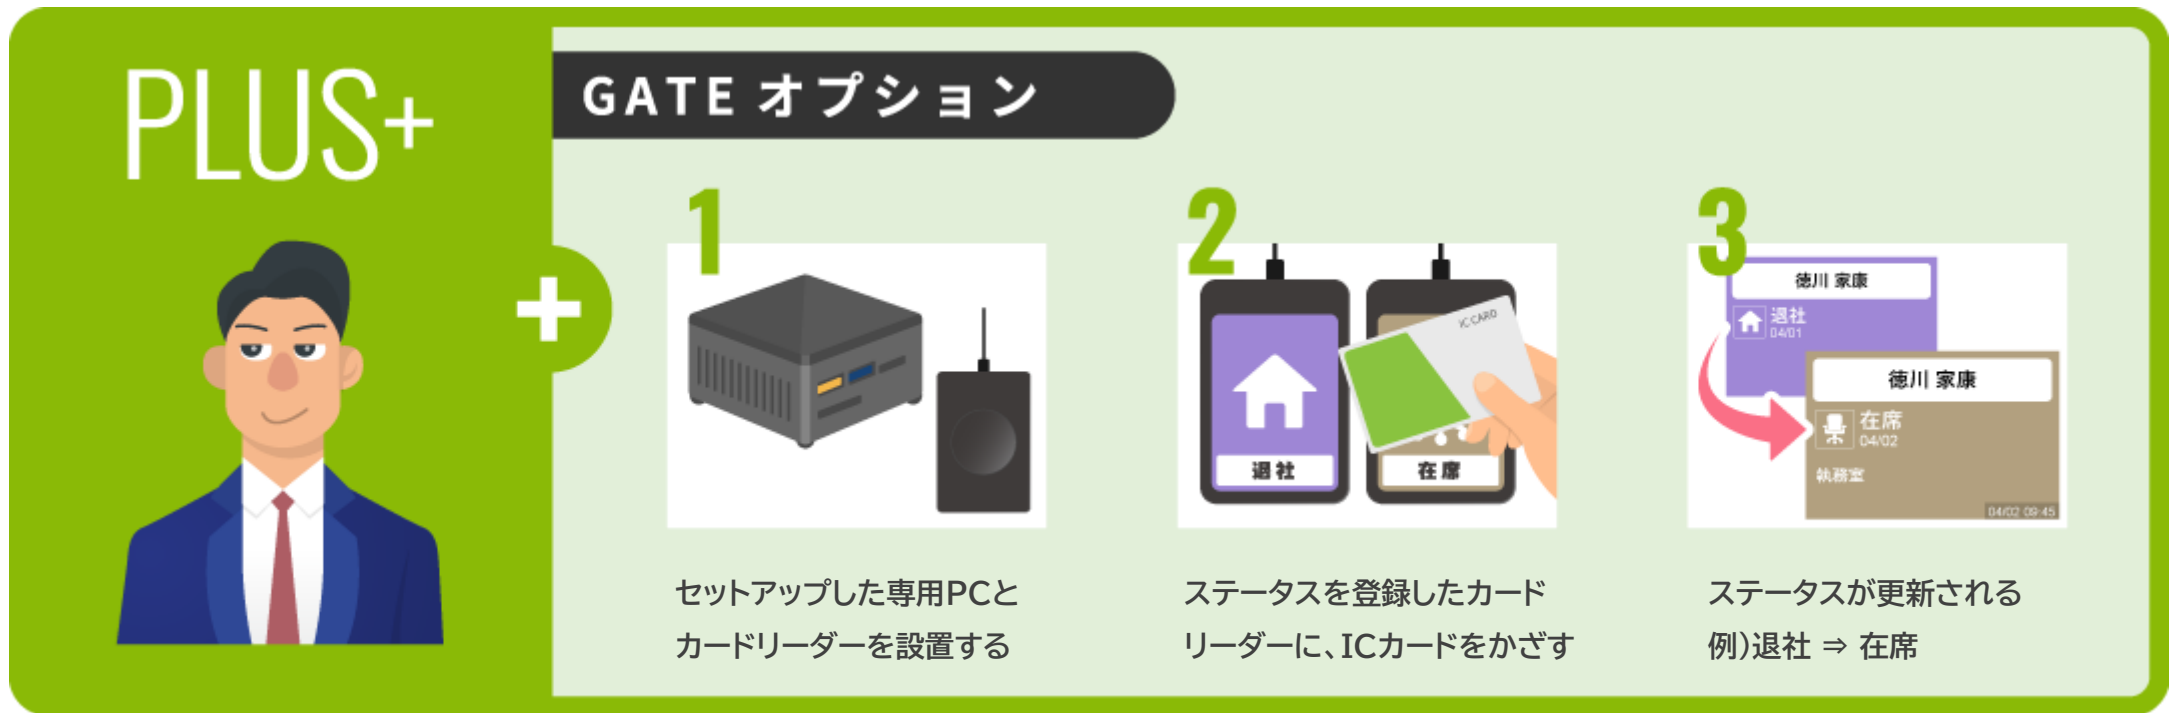 PLUS+
GATE オプション
1
2
3
IC CARD
退社
在席
徳川 家康
退社
04/01
徳川 家康
在席
04/02
執務室
04/02 09:45
セットアップした専用PCと
カードリーダーを設置する
ステータスを登録したカード
リーダーに、ICカードをかざす
ステータスが更新される
例)退社 ⇒ 在席